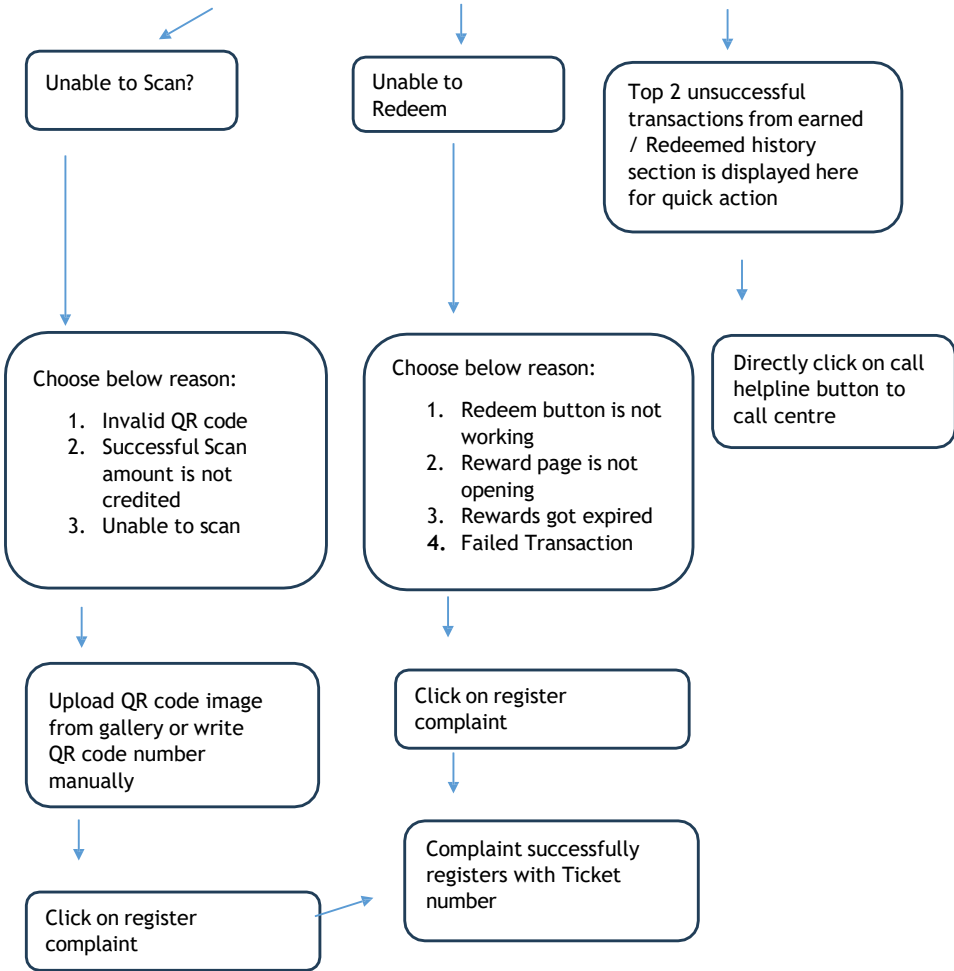 Unable to Scan?
Unable to
Redeem
Top 2 unsuccessful
transactions from earned
/ Redeemed history
section is displayed here
for quick action
Choose below reason:
1. Invalid QR code
2. Successful Scan
amount is not
credited
3. Unable to scan
Choose below reason:
1. Redeem button is not
working
2. Reward page is not
opening
3. Rewards got expired
4. Failed Transaction
Directly click on call
helpline button to
call centre
Upload QR code image
from gallery or write
QR code number
manually
Click on register
complaint
Click on register
complaint
Complaint successfully
registers with Ticket
number